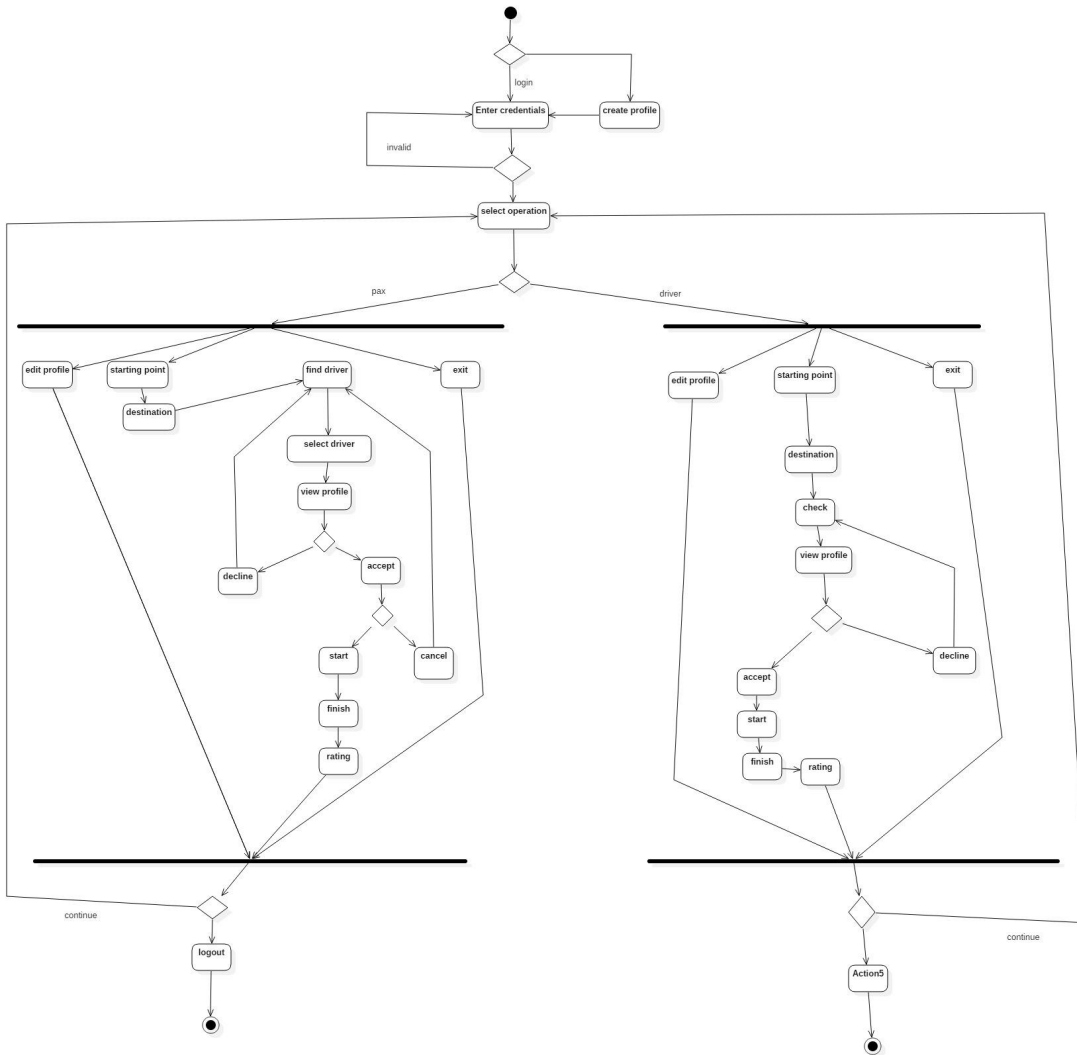 login
Enter credentials
create profile
invalid
select operation
pax
driver
edit profile
starting point
find driver
exit
destination
select driver
view profile
decline
accept
start
cancel
finish
rating
edit profile
starting point
exit
destination
check
view profile
decline
accept
start
finish
rating
continue
logout
continue
Action5